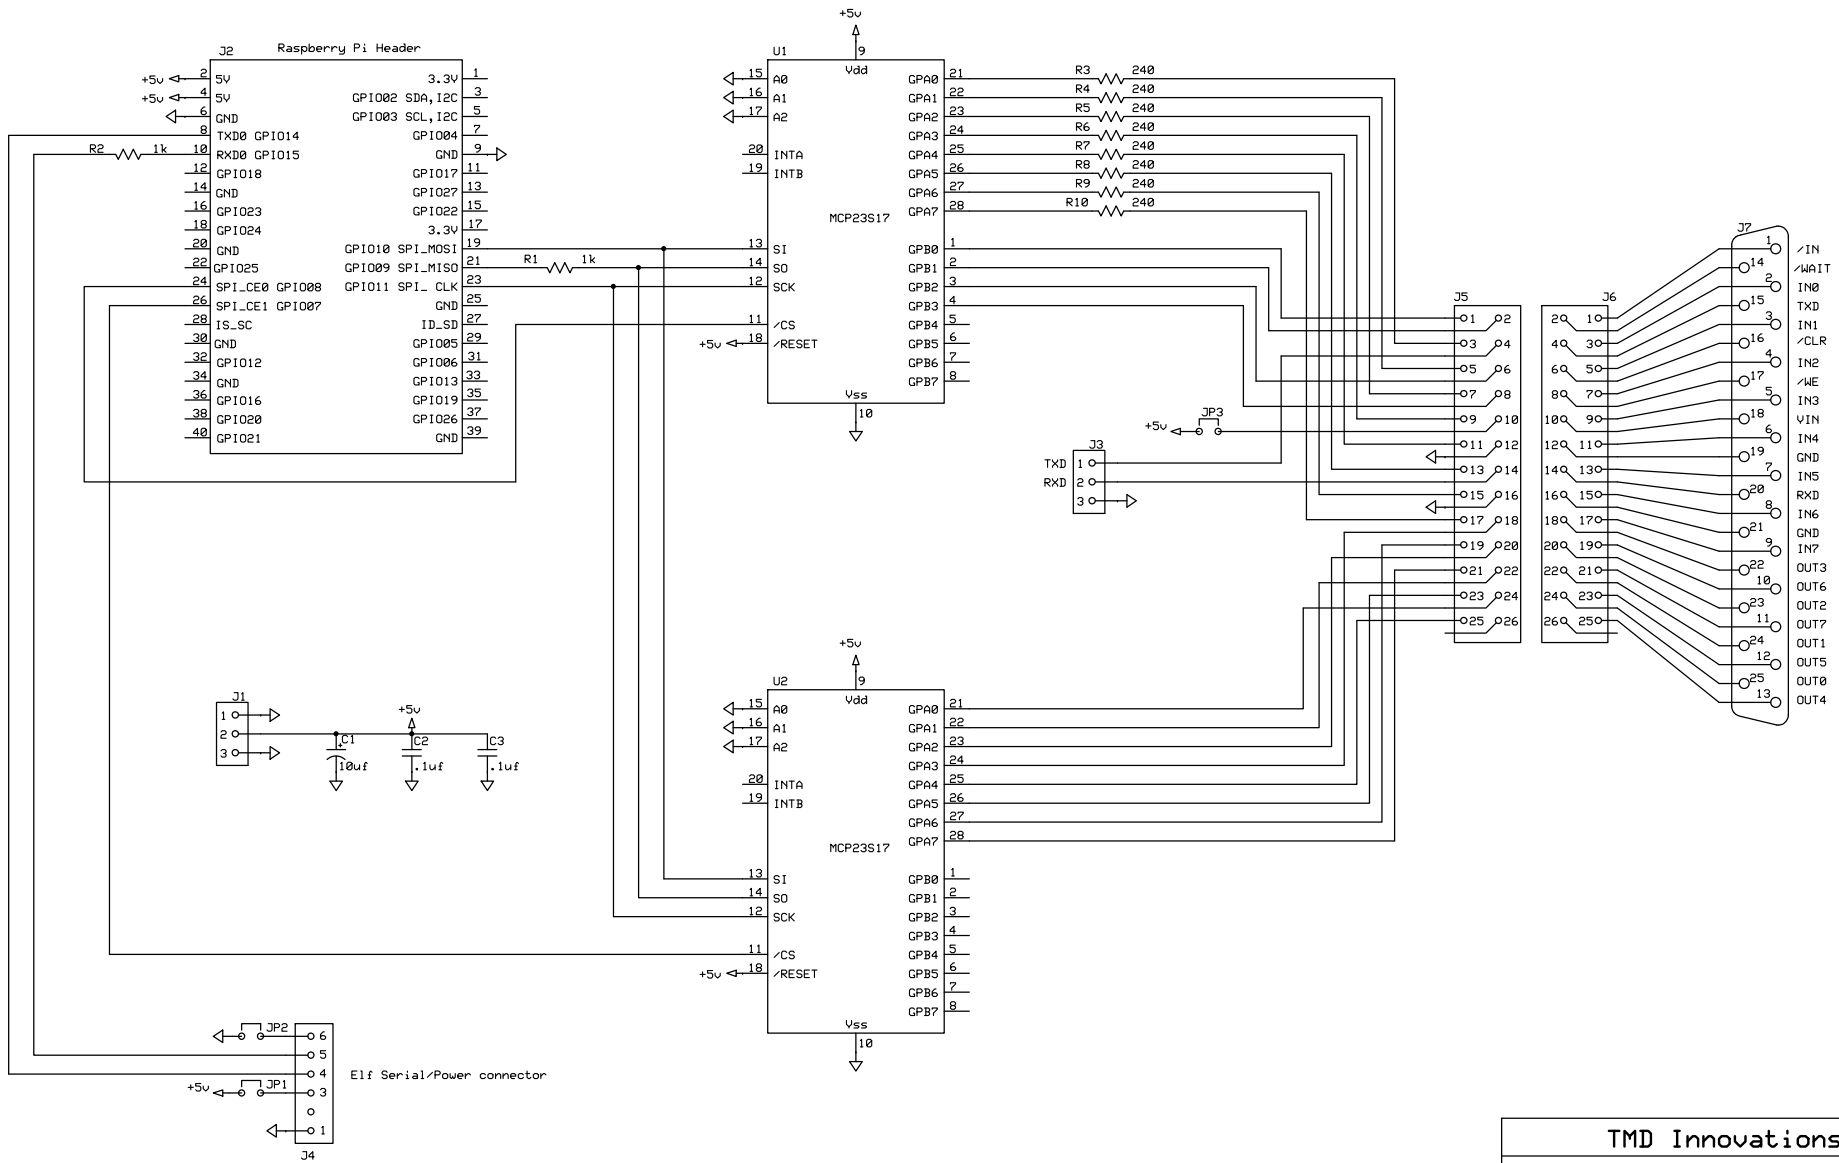 J2 Raspberry Pi Header
+5v 2 5V 3.3V 1
+5v 4 5V GPIO02 SDA,I2C 3
6 GND GPIO03 SCL,I2C 5
8 TXD0 GPIO14 GPIO04 7
R2 1k 10 RXD0 GPIO15 GND 9
12 GPIO18 GPIO17 11
14 GND GPIO27 13
16 GPIO23 GPIO22 15
18 GPIO24 3.3V 17
20 GND GPIO10 SPI_MOSI 19
22 GPIO25 GPIO09 SPI_MISO 21 R1 1k
24 SPI_CE0 GPIO08 GPIO11 SPI_ CLK 23
26 SPI_CE1 GPIO07 GND 25
28 IS_SC ID_SD 27
30 GND GPIO05 29
32 GPIO12 GPIO06 31
34 GND GPIO13 33
36 GPIO16 GPIO19 35
38 GPIO20 GPIO26 37
40 GPIO21 GND 39
+5v
9
U1
Vdd
15 A0 GPA0 21 R3 240
16 A1 GPA1 22 R4 240
17 A2 GPA2 23 R5 240
GPA3 24 R6 240
20 INTA GPA4 25 R7 240
19 INTB GPA5 26 R8 240
GPA6 27 R9 240
MCP23S17 GPA7 28 R10 240
13 SI GPB0 1
14 SO GPB1 2
12 SCK GPB2 3
GPB3 4
11 /CS GPB4 5
+5v 18 /RESET GPB5 6
GPB6 7
GPB7 8
Vss
10
+5v JP3
J3
TXD 1
RXD 2
3
J5
1 2
3 4
5 6
7 8
9 10
11 12
13 14
15 16
17 18
19 20
21 22
23 24
25 26
J6
2 1
4 3
6 5
8 7
10 9
12 11
14 13
16 15
18 17
20 19
22 21
24 23
26 25
J7
1 /IN
14 /WAIT
2 IN0
15 TXD
3 IN1
16 /CLR
4 IN2
17 /WE
5 IN3
18 VIN
6 IN4
19 GND
7 IN5
20 RXD
8 IN6
21 GND
9 IN7
22 OUT3
10 OUT6
23 OUT2
11 OUT7
24 OUT1
12 OUT5
25 OUT0
13 OUT4
J1
1
2
3
+5v
+ C1 10uf
C2 .1uf
C3 .1uf
+5v
9
U2
Vdd
15 A0 GPA0 21
16 A1 GPA1 22
17 A2 GPA2 23
GPA3 24
20 INTA GPA4 25
19 INTB GPA5 26
GPA6 27
MCP23S17 GPA7 28
13 SI GPB0 1
14 SO GPB1 2
12 SCK GPB2 3
GPB3 4
11 /CS GPB4 5
+5v 18 /RESET GPB5 6
GPB6 7
GPB7 8
Vss
10
JP2 6
5
4 Elf Serial/Power connector
+5v JP1 3
1
J4
TMD Innovations